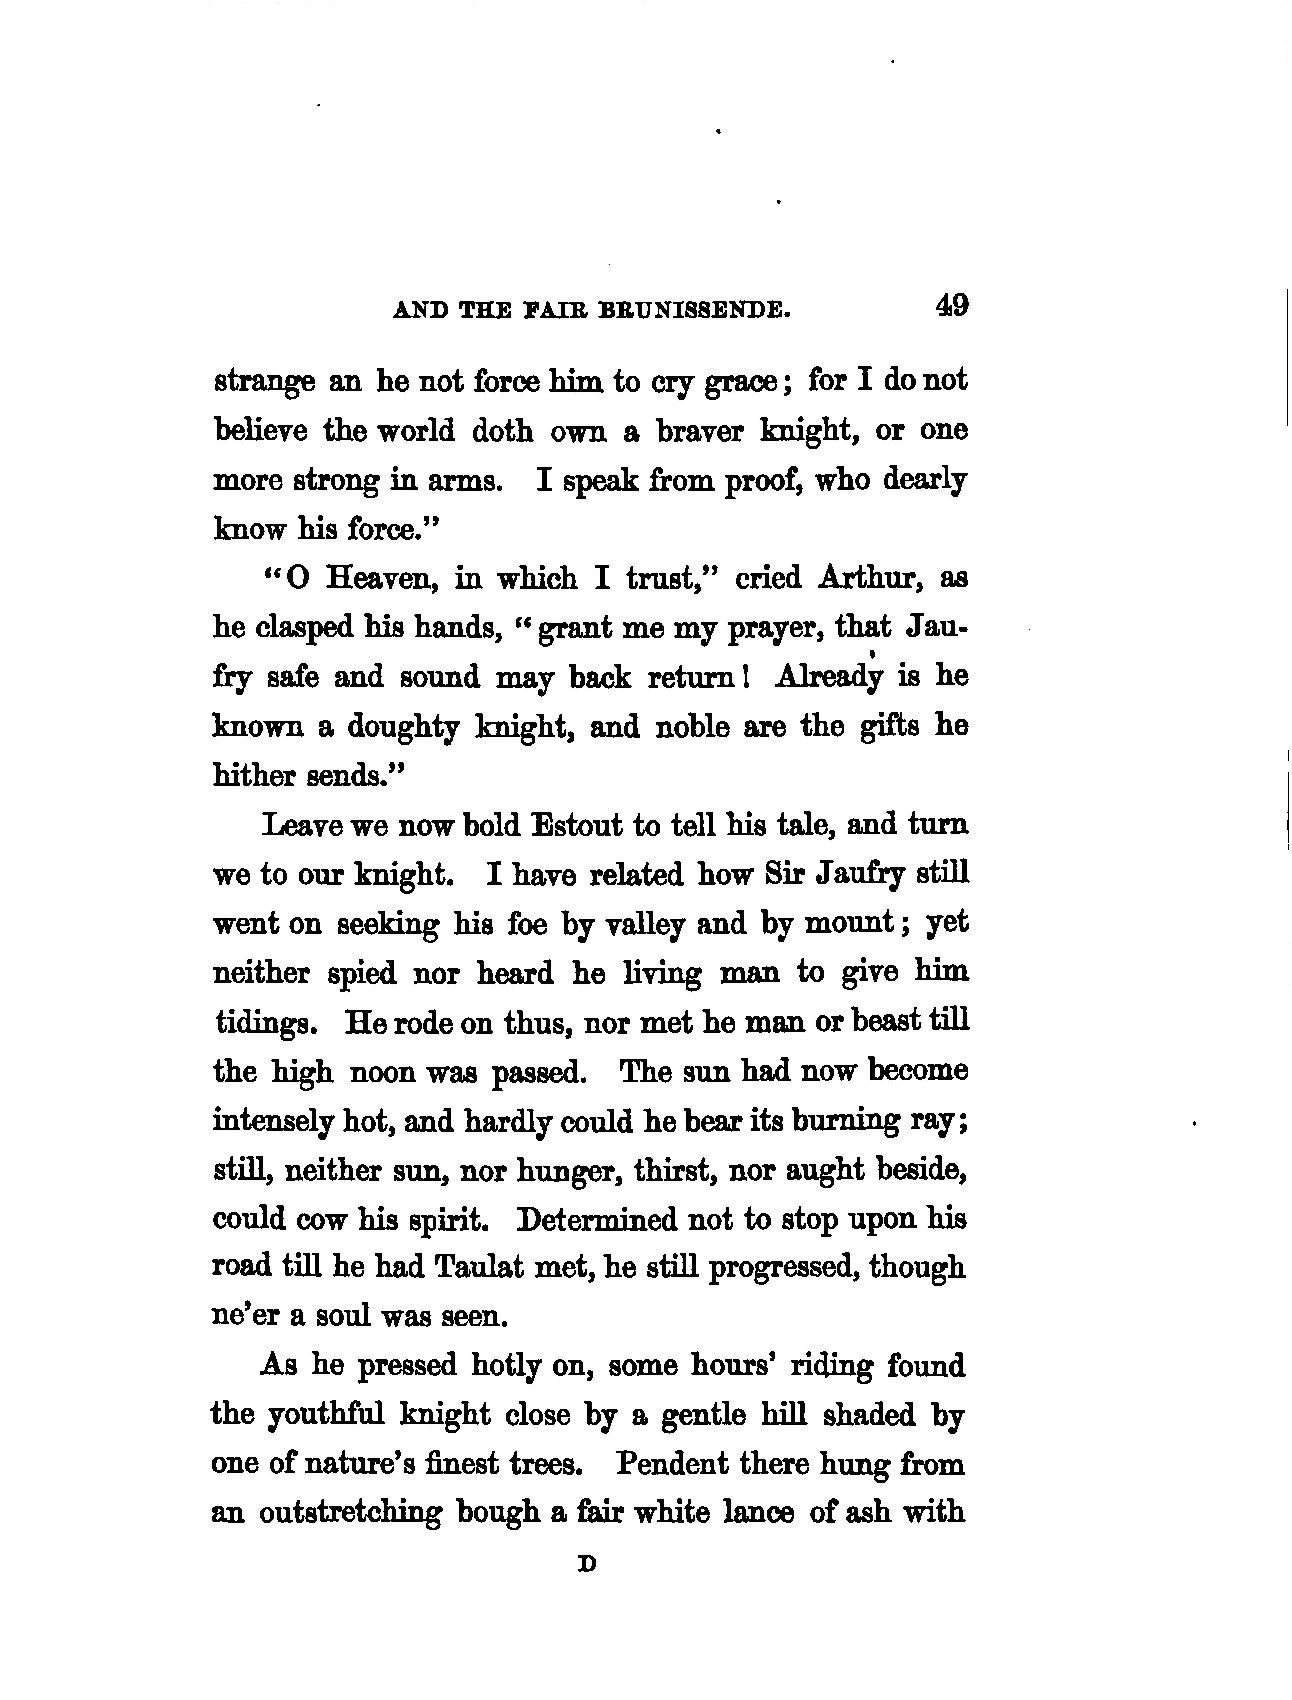 AND THE FAIR BRUNISSENDE. 49
strange an he not force him to cry grace; for I do not
believe the world doth own a braver knight, or one
more strong in arms. I speak from proof, who dearly
know his force."
"O Heaven, in which I trust," cried Arthur, as
he clasped his hands, "grant me my prayer, that Jau-
fry safe and sound may back return! Already is he
known a doughty knight, and noble are the gifts he
hither sends."
Leave we now bold Estout to tell his tale, and turn
we to our knight. I have related how Sir Jaufry still
went on seeking his foe by valley and by mount; yet
neither spied nor heard he living man to give him
tidings. He rode on thus, nor met he man or beast till
the high noon was passed. The sun had now become
intensely hot, and hardly could he bear its burning ray;
still, neither sun, nor hunger, thirst, nor aught beside,
could cow his spirit. Determined not to stop upon his
road till he had Taulat met, he still progressed, though
ne'er a soul was seen.
As he pressed hotly on, some hours' riding found
the youthful knight close by a gentle hill shaded by
one of nature's finest trees. Pendent there hung from
an outstretching bough a fair white lance of ash with
D